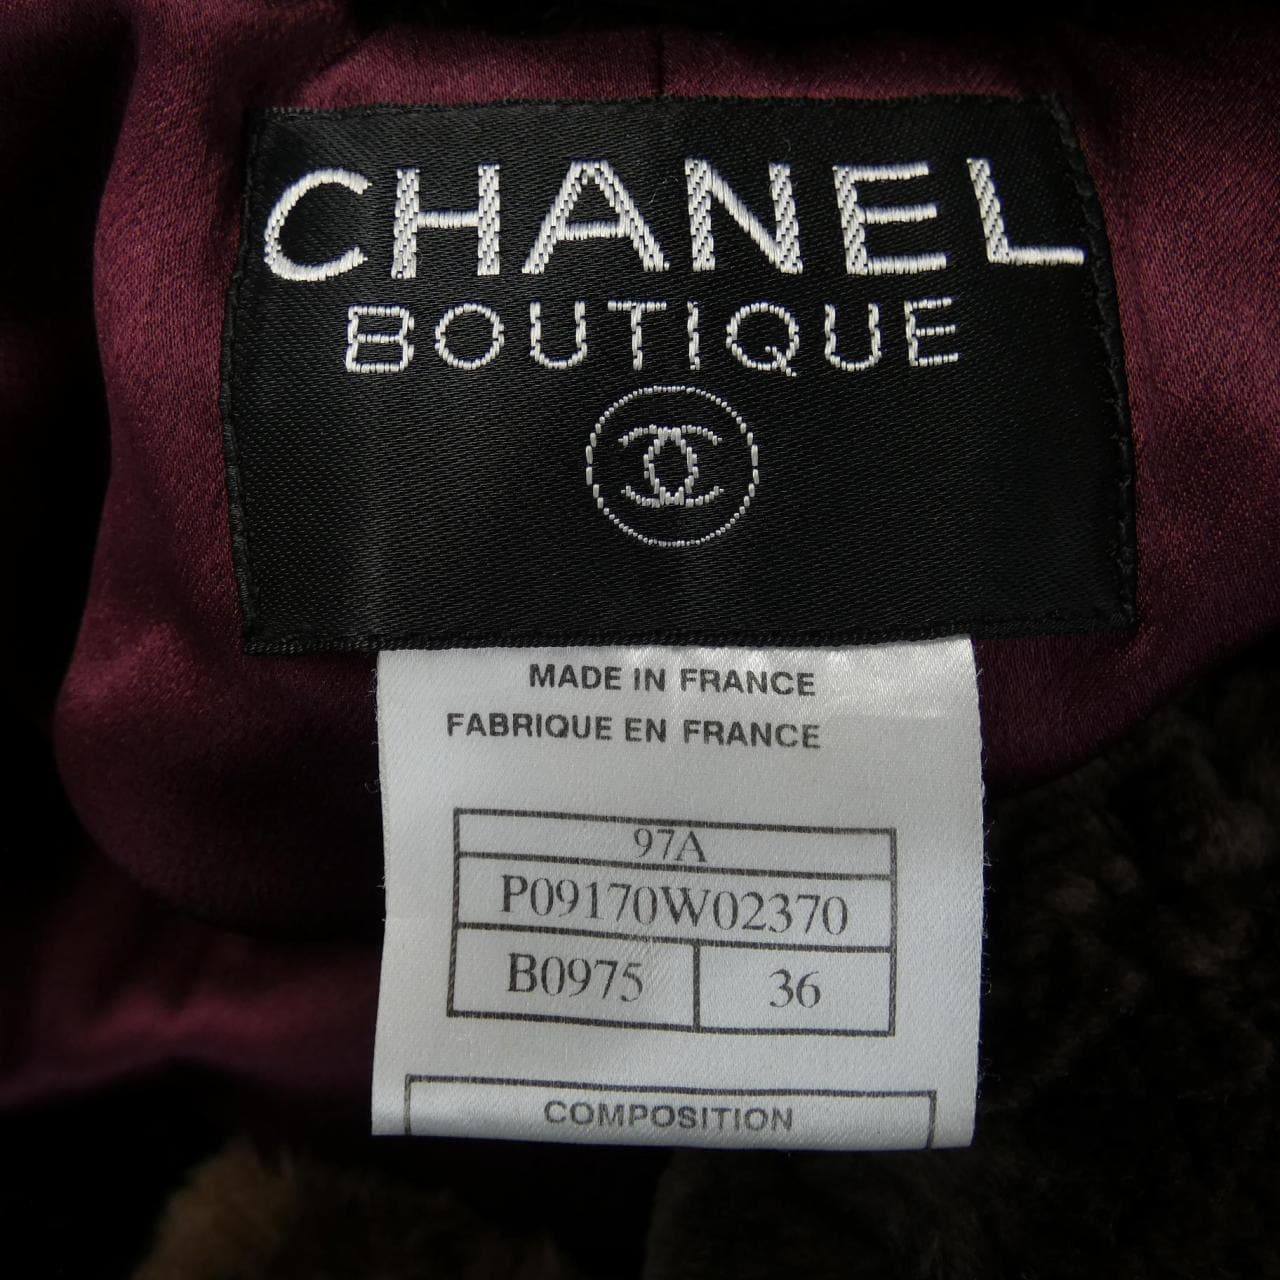 CHANEL
BOUTIQUE
MADE IN FRANCE
FABRIQUE EN FRANCE
97A
P09170W02370
B0975 36
COMPOSITION